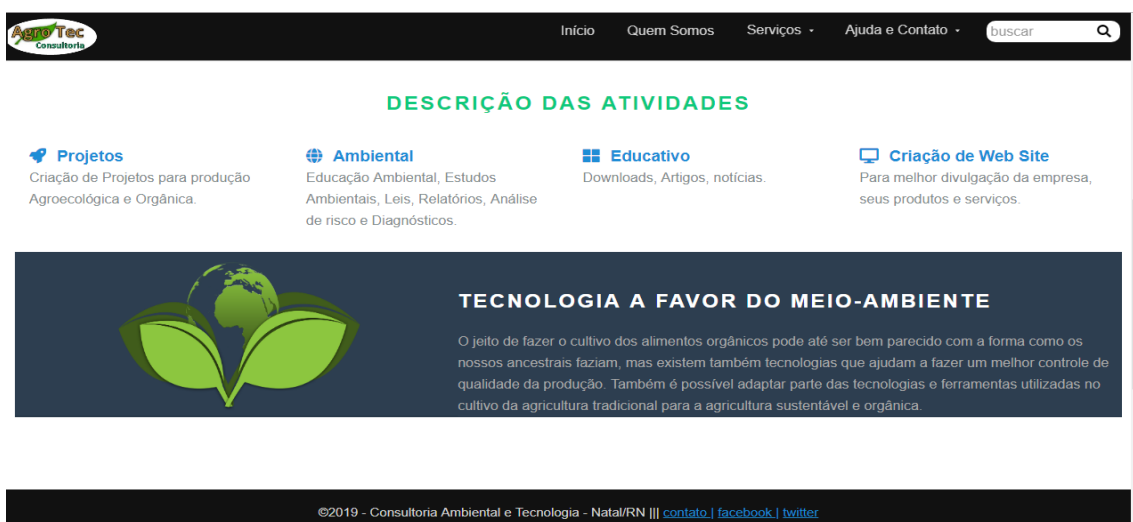 Agro Tec
Consultoria
Início Quem Somos Serviços Ajuda e Contato buscar
DESCRIÇÃO DAS ATIVIDADES
Projetos
Criação de Projetos para produção
Agroecológica e Orgânica.
Ambiental
Educação Ambiental, Estudos
Ambientais, Leis, Relatórios, Análise
de risco e Diagnósticos.
Educativo
Downloads, Artigos, notícias.
Criação de Web Site
Para melhor divulgação da empresa,
seus produtos e serviços.
TECNOLOGIA A FAVOR DO MEIO-AMBIENTE
O jeito de fazer o cultivo dos alimentos orgânicos pode até ser bem parecido com a forma como os
nossos ancestrais faziam, mas existem também tecnologias que ajudam a fazer um melhor controle de
qualidade da produção. Também é possível adaptar parte das tecnologias e ferramentas utilizadas no
cultivo da agricultura tradicional para a agricultura sustentável e orgânica.
©2019 - Consultoria Ambiental e Tecnologia - Natal/RN ||| contato | facebook | twitter